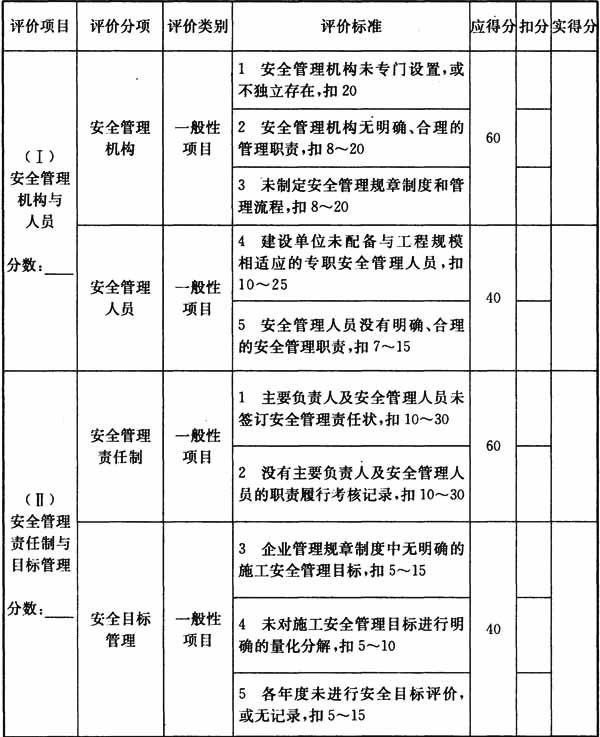 评价项目 评价分项 评价类别 评价标准 应得分 扣分 实得分
(Ⅰ)
安全管理
机构与
人员
分数:___
安全管理
机构
一般性
项目
1 安全管理机构未专门设置,或
不独立存在,扣20
2 安全管理机构无明确、合理的
管理职责,扣8～20
3 未制定安全管理规章制度和管
理流程,扣8～20
60
安全管理
人员
一般性
项目
4 建设单位未配备与工程规模
相适应的专职安全管理人员,扣
10～25
5 安全管理人员没有明确、合理
的安全管理职责,扣7～15
40
(Ⅱ)
安全管理
责任制与
目标管理
分数:___
安全管理
责任制
一般性
项目
1 主要负责人及安全管理人员未
签订安全管理责任状,扣10～30
2 没有主要负责人及安全管理人
员的职责履行考核记录,扣10～30
60
安全目标
管理
一般性
项目
3 企业管理规章制度中无明确的
施工安全管理目标,扣5～15
4 未对施工安全管理目标进行明
确的量化分解,扣5～10
5 各年度未进行安全目标评价,
或无记录,扣5～15
40